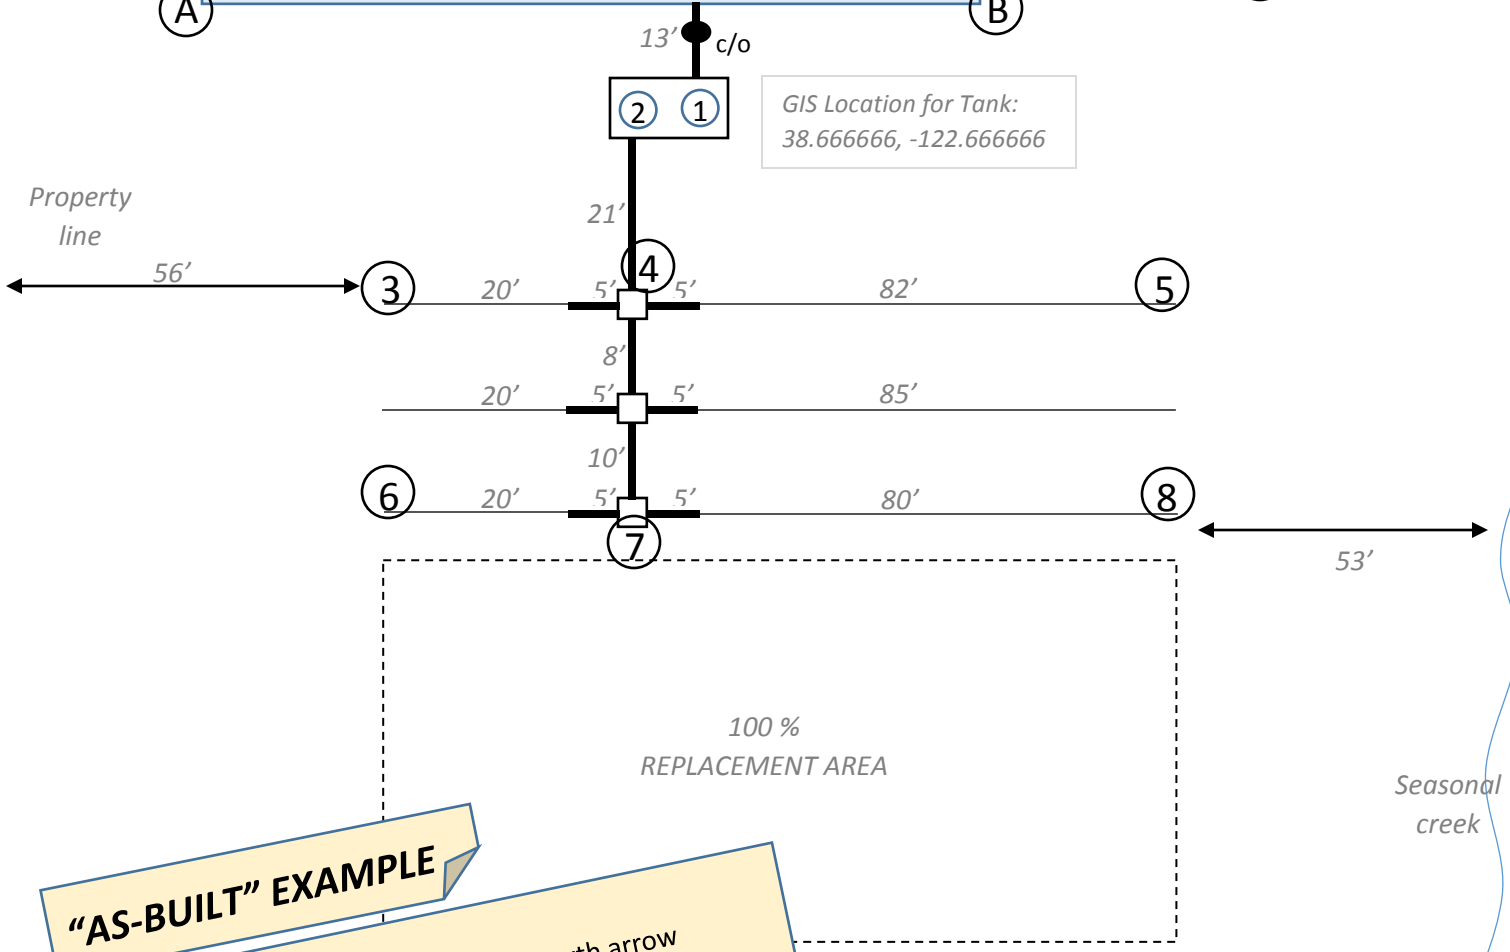 A
B
13’
c/o
2
1
GIS Location for Tank:
38.666666, -122.666666
Property
line
21’
56’
3
20’
5’
4
5’
82’
5
8’
20’
5’
5’
85’
10’
6
20’
5’
5’
80’
8
7
53’
100 %
REPLACEMENT AREA
Seasonal
creek
“AS-BUILT” EXAMPLE
arrow